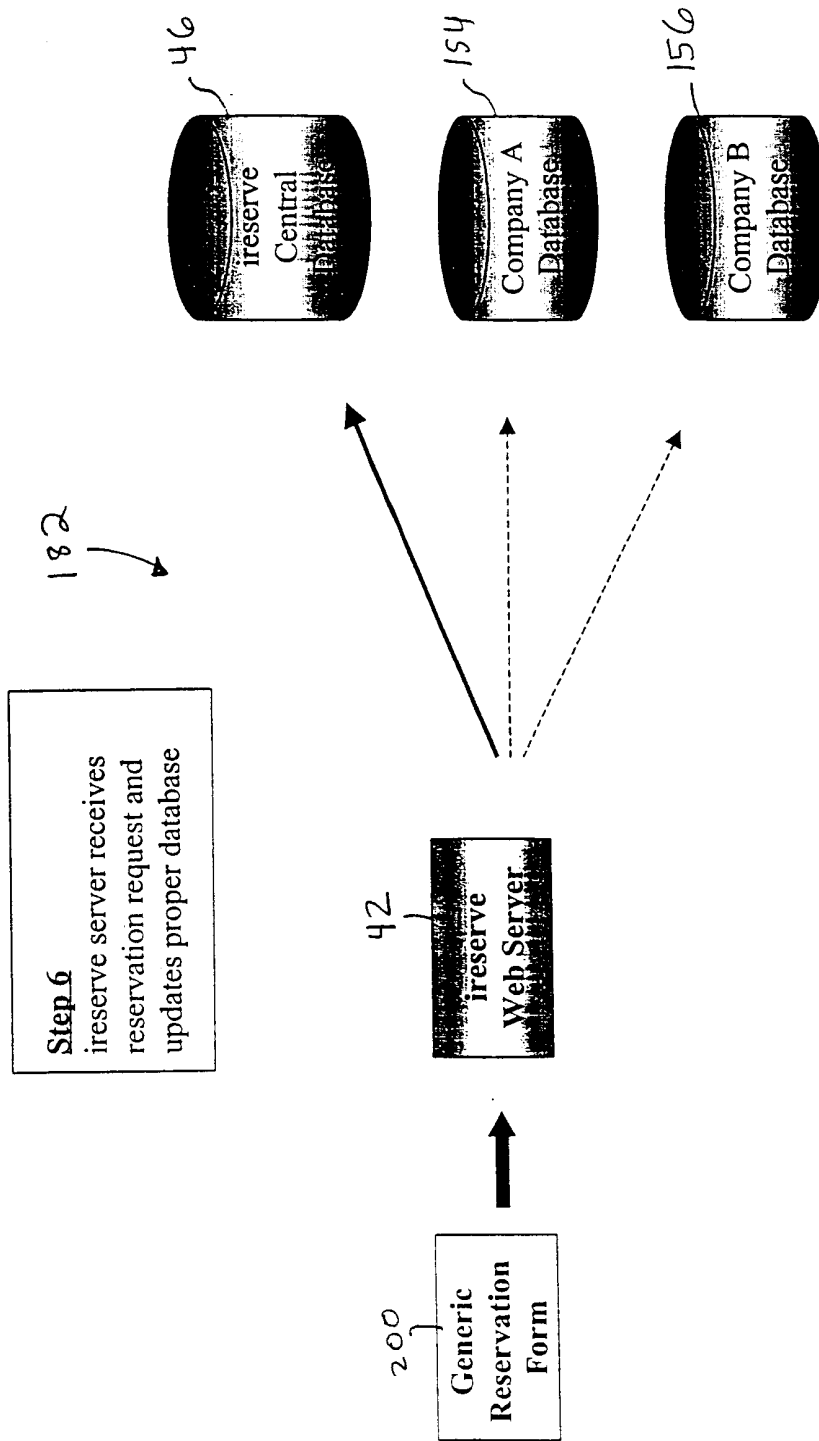 Step 6
ireserve server receives
reservation request and
updates proper database
182
200
Generic
Reservation
Form
42
ireserve
Web Server
46
ireserve
Central
Database
154
Company A
Database
156
Company B
Database